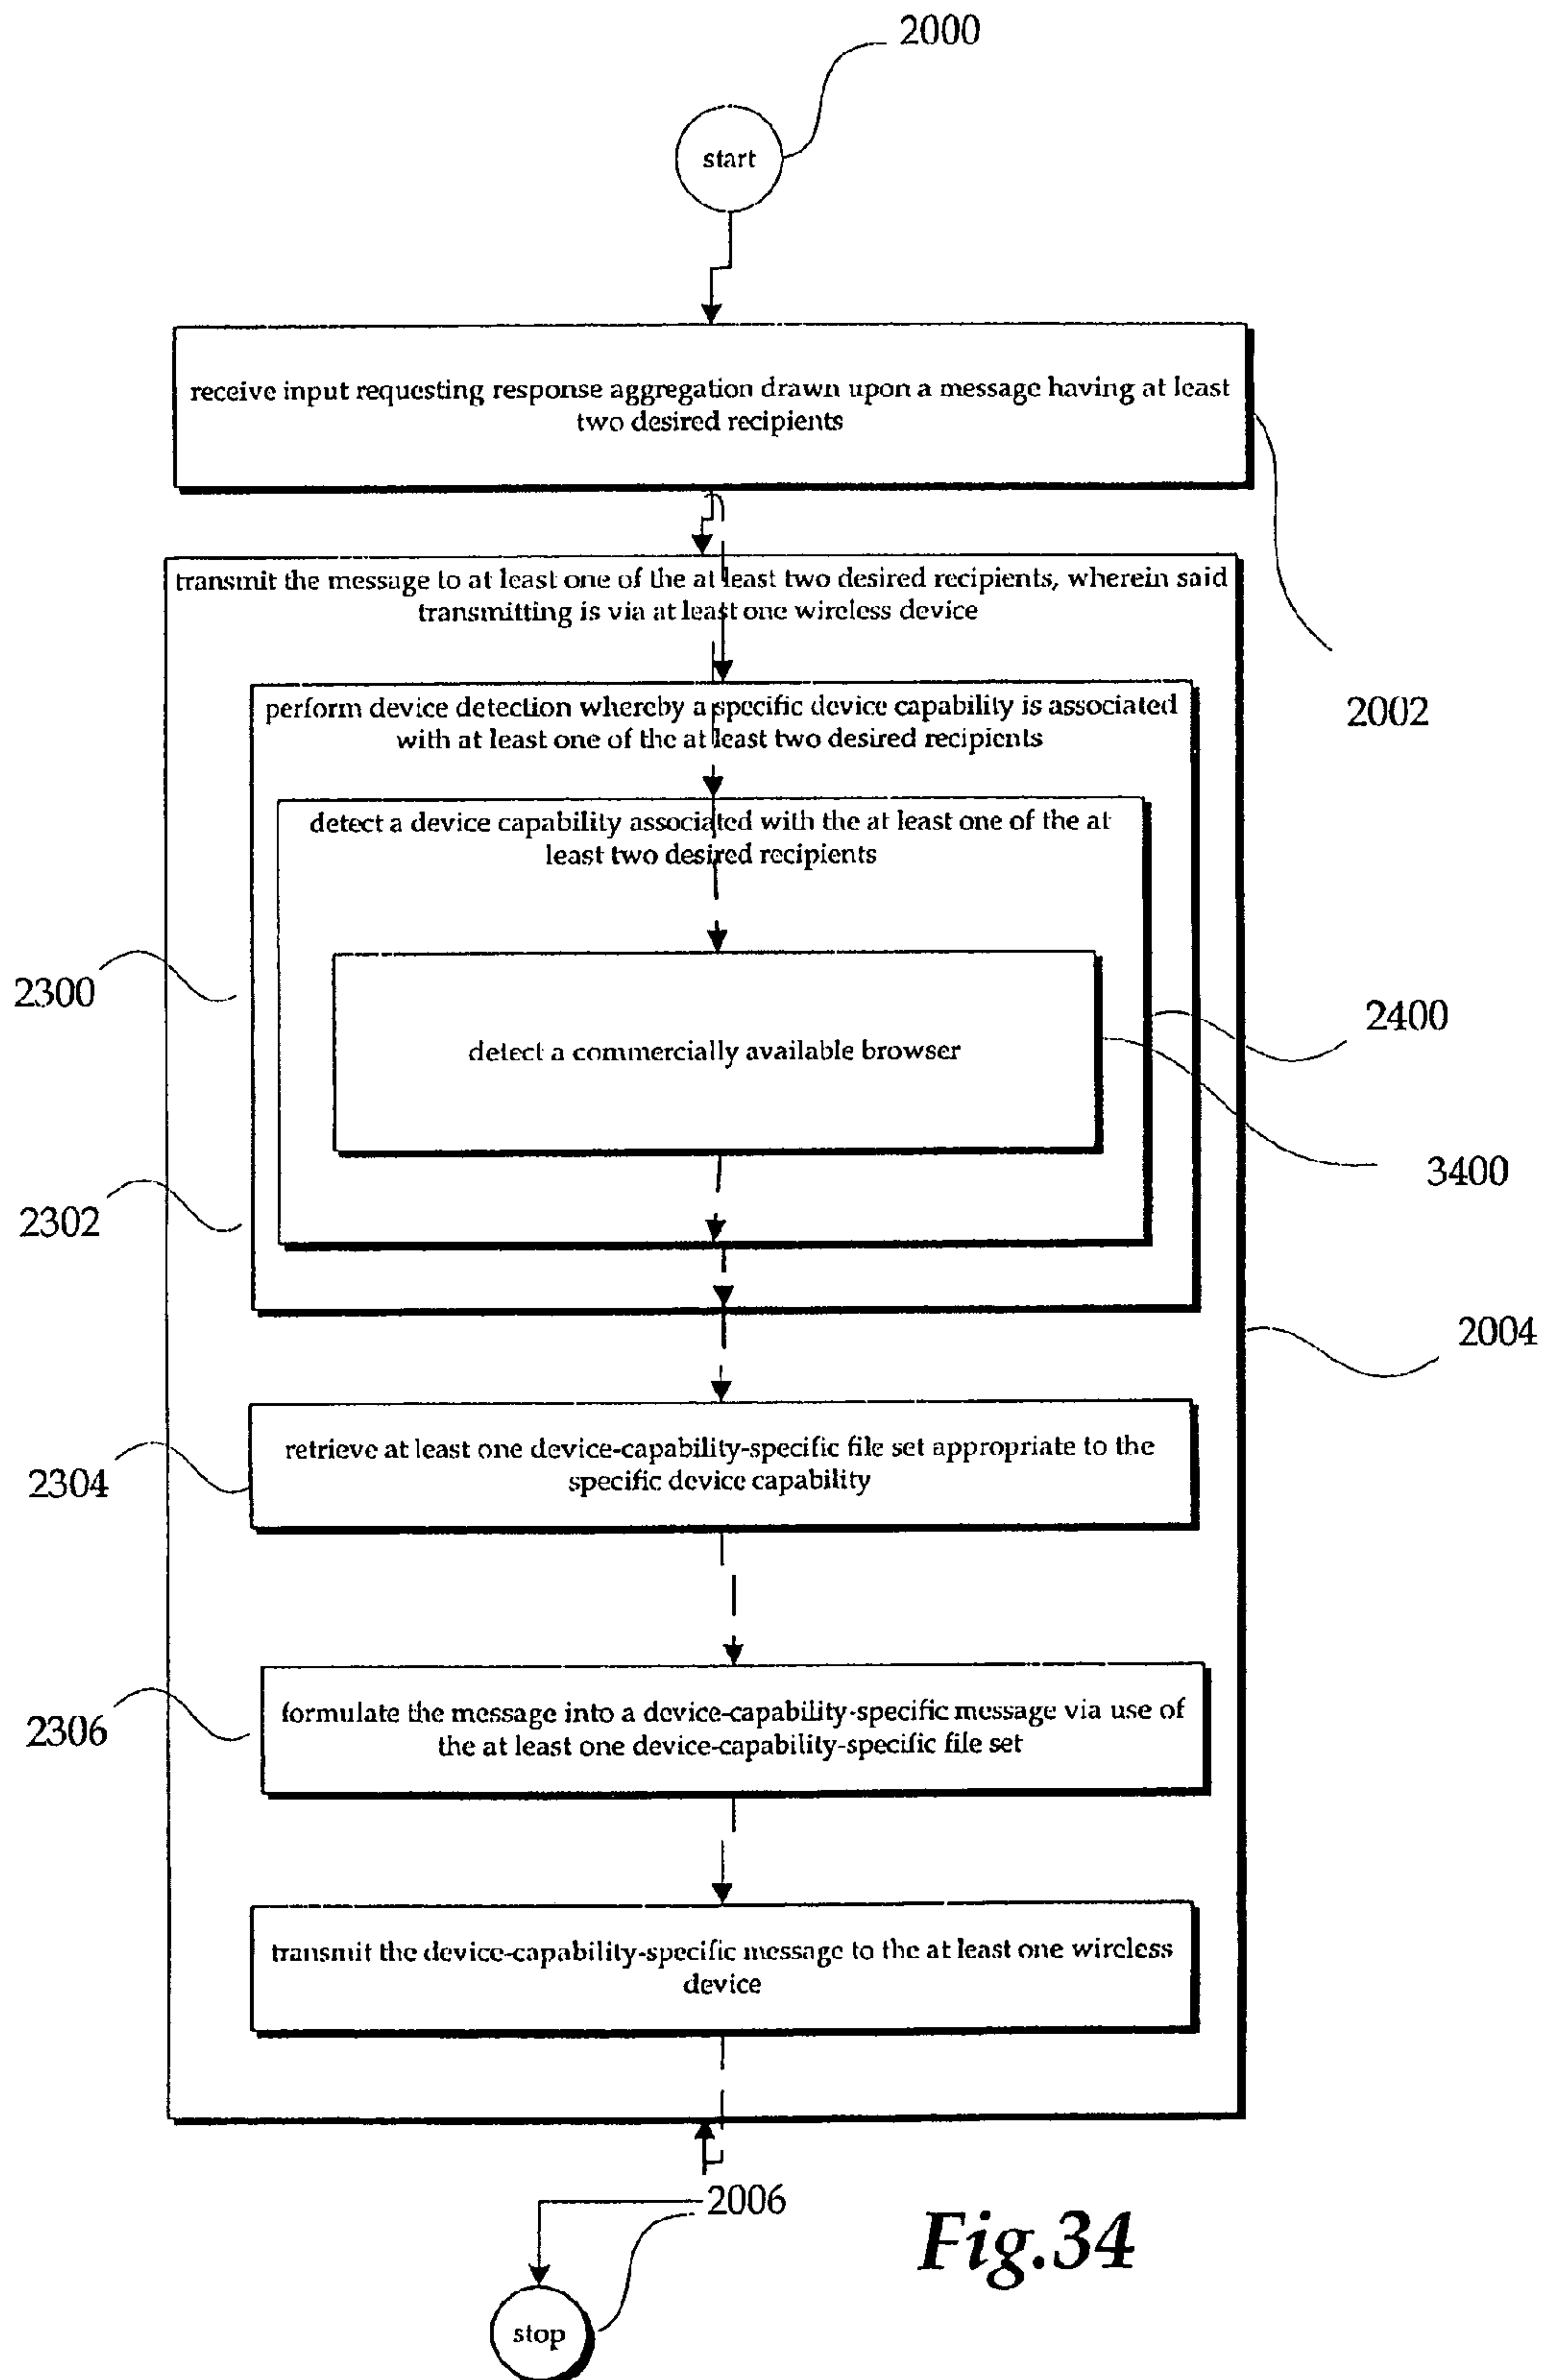 2000
start
receive input requesting response aggregation drawn upon a message having at least
two desired recipients
transmit the message to at least one of the at least two desired recipients, wherein said
transmitting is via at least one wireless device
2002
perform device detection whereby a specific device capability is associated
with at least one of the at least two desired recipients
detect a device capability associated with the at least one of the at
least two desired recipients
2300
2400
detect a commercially available browser
3400
2302
2004
retrieve at least one device-capability-specific file set appropriate to the
specific device capability
2304
formulate the message into a device-capability-specific message via use of
the at least one device-capability-specific file set
2306
transmit the device-capability-specific message to the at least one wireless
device
2006
Fig.34
stop